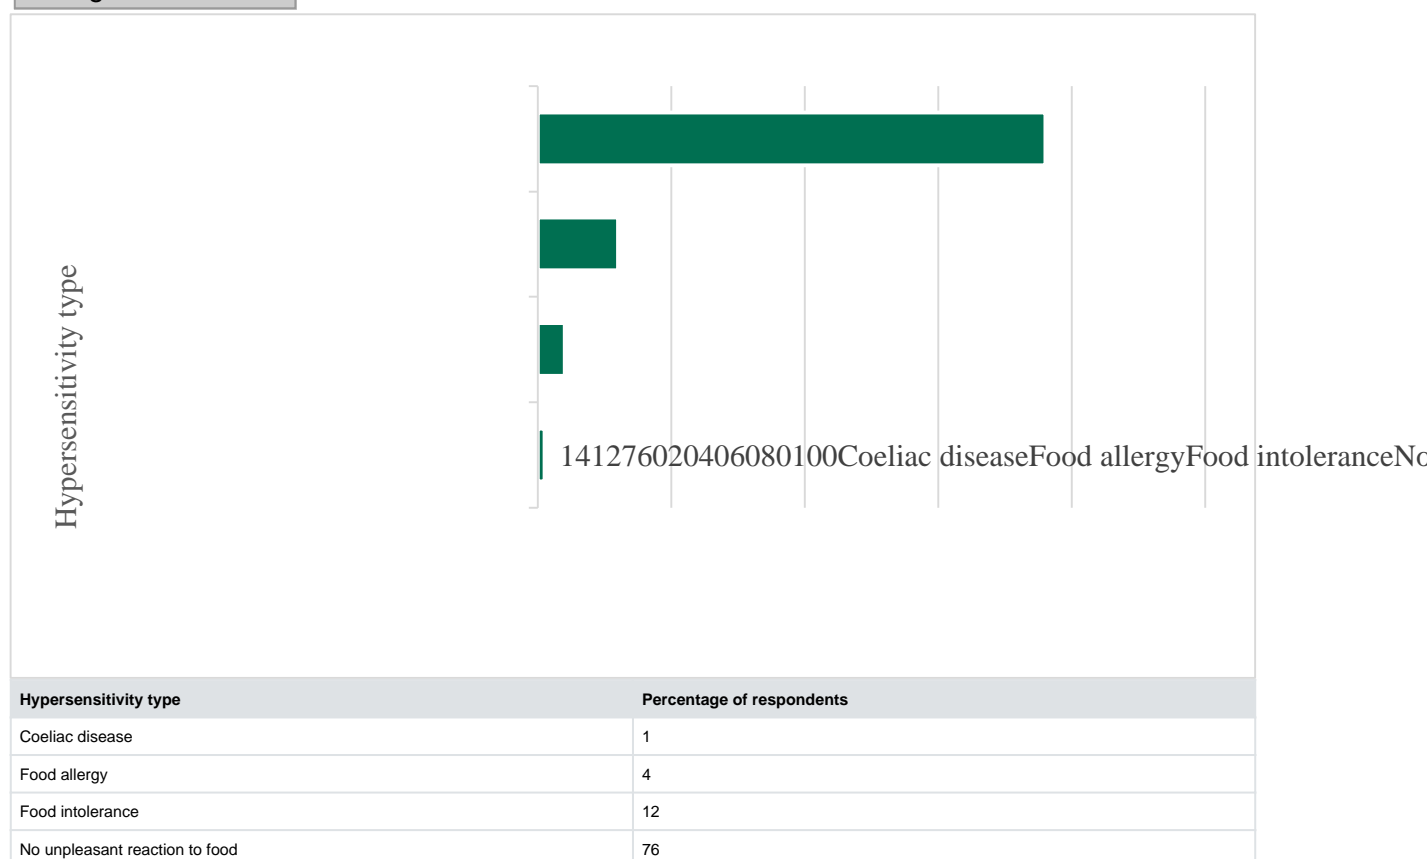 Hypersensitivity type
141276020406080100Coeliac diseaseFood allergyFood intoleranceNo
Hypersensitivity type Percentage of respondents
Coeliac disease 1
Food allergy 4
Food intolerance 12
No unpleasant reaction to food 76